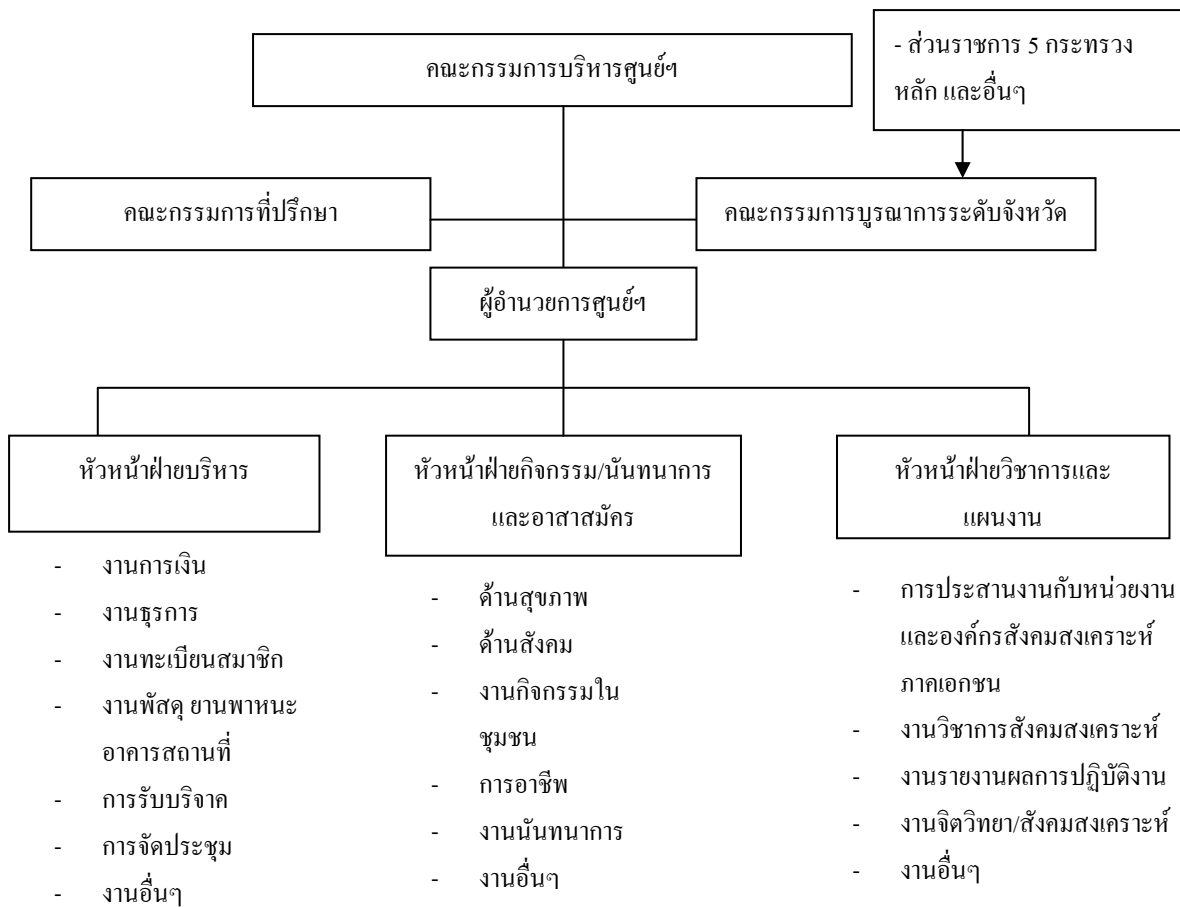 คณะกรรมการบริหารศูนย์ฯ
- ส่วนราชการ 5 กระทรวง
หลัก และอื่นๆ
คณะกรรมการที่ปรึกษา
คณะกรรมการบูรณาการระดับจังหวัด
ผู้อำนวยการศูนย์ฯ
หัวหน้าฝ่ายบริหาร
- งานการเงิน
- งานธุรการ
- งานทะเบียนสมาชิก
- งานพัสดุ ยานพาหนะ
อาคารสถานที่
- การรับบริจาค
- การจัดประชุม
- งานอื่นๆ
หัวหน้าฝ่ายกิจกรรม/นันทนาการ
และอาสาสมัคร
- ด้านสุขภาพ
- ด้านสังคม
- งานกิจกรรมใน
ชุมชน
- การอาชีพ
- งานนันทนาการ
- งานอื่นๆ
หัวหน้าฝ่ายวิชาการและ
แผนงาน
- การประสานงานกับหน่วยงาน
และองค์กรสังคมสงเคราะห์
ภาคเอกชน
- งานวิชาการสังคมสงเคราะห์
- งานรายงานผลการปฏิบัติงาน
- งานจิตวิทยา/สังคมสงเคราะห์
- งานอื่นๆ